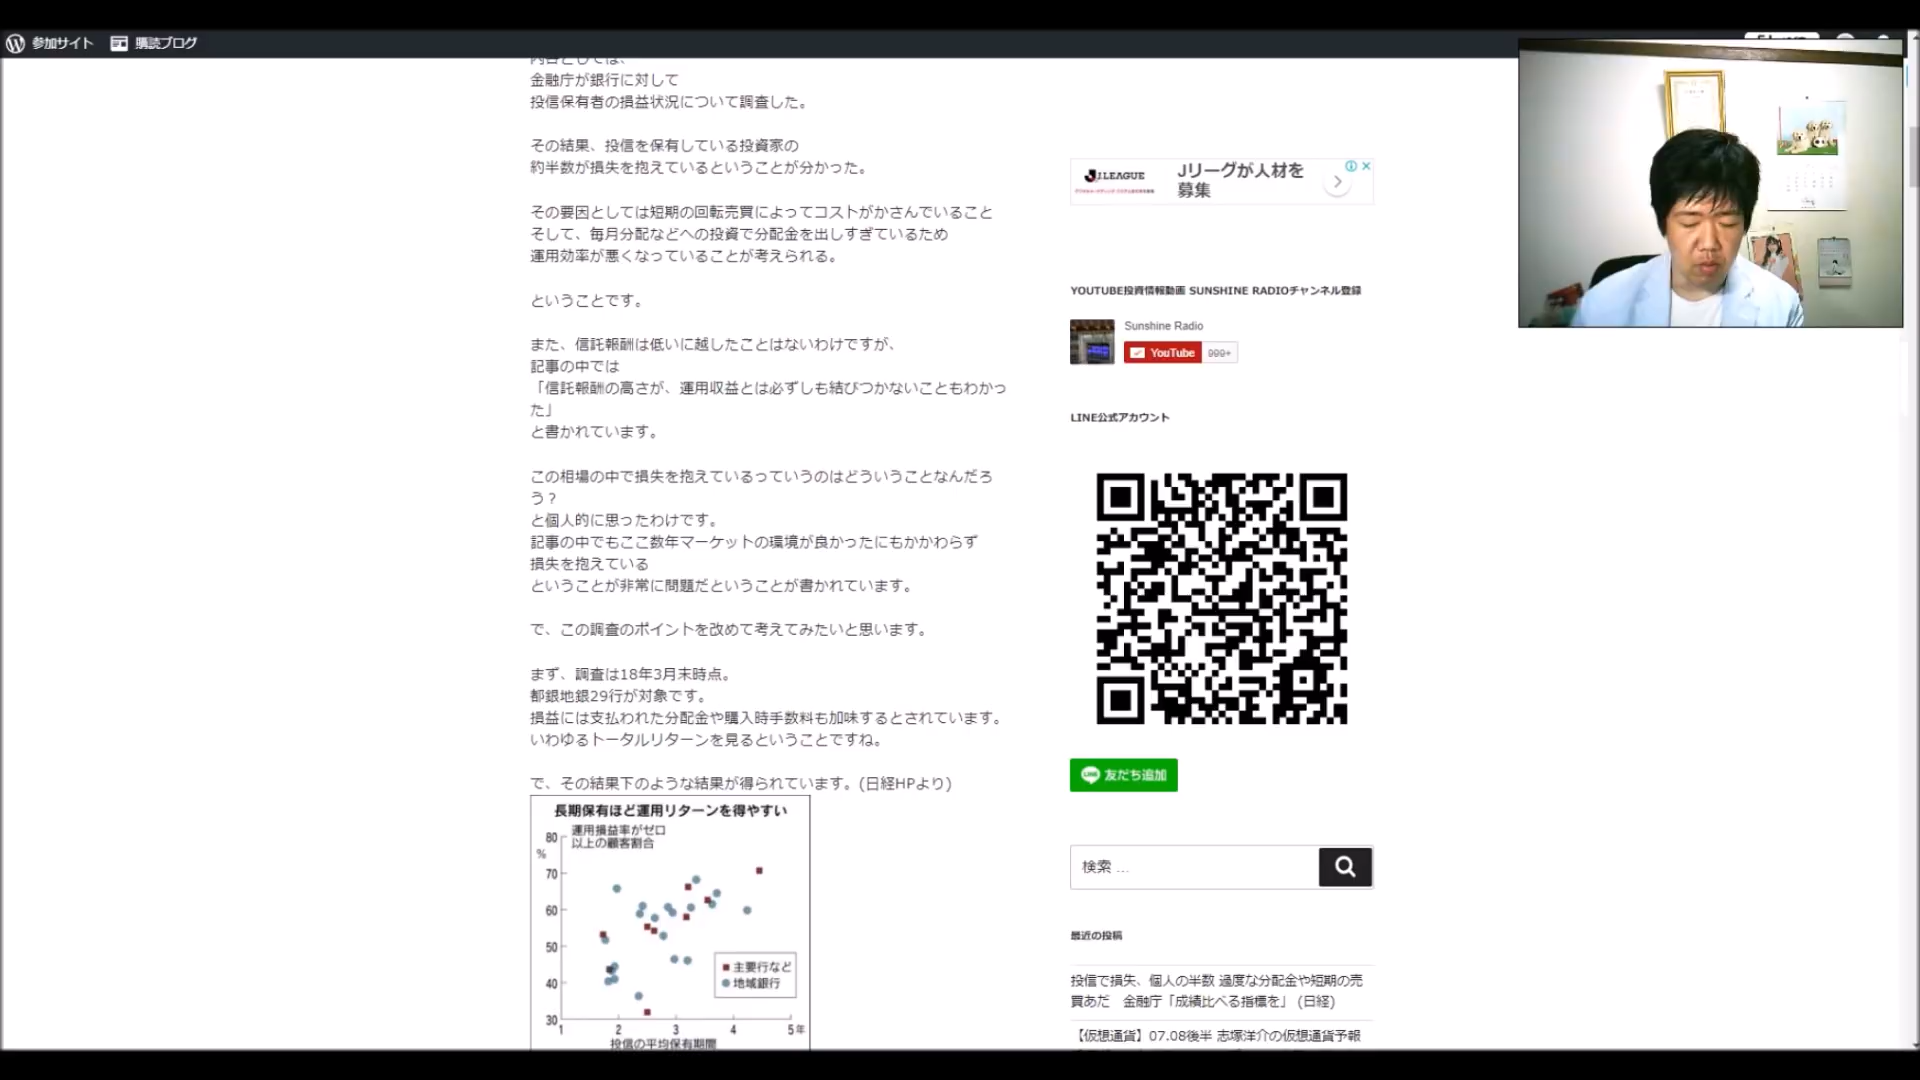 参加サイト
購読ブログ
内容としては、
金融庁が銀行に対して
投信保有者の損益状況について調査した。
その結果、投信を保有している投資家の
約半数が損失を抱えているということが分かった。
その要因としては短期の回転売買によってコストがかさんでいること
そして、毎月分配などへの投資で分配金を出しすぎているため
運用効率が悪くなっていることが考えられる。
ということです。
また、信託報酬は低いに越したことはないわけですが、
記事の中では
「信託報酬の高さが、運用収益とは必ずしも結びつかないこともわかっ
た」
と書かれています。
この相場の中で損失を抱えているっていうのはどういうことなんだろ
う？
と個人的に思ったわけです。
記事の中でもここ数年マーケットの環境が良かったにもかかわらず
損失を抱えている
ということが非常に問題だということが書かれています。
で、この調査のポイントを改めて考えてみたいと思います。
まず、調査は18年3月末時点。
都銀地銀29行が対象です。
損益には支払われた分配金や購入時手数料も加味するとされています。
いわゆるトータルリターンを見るということですね。
で、その結果下のような結果が得られています。(日経HPより)
長期保有ほど運用リターンを得やすい
運用損益率がゼロ
以上の顧客割合
80
%
70
60
50
40
30
主要行など
地域銀行
1 2 3 4 5年
投信の平均保有期間
J.LEAGUE
Jリーグが人材を
募集
YOUTUBE投資情報動画 SUNSHINE RADIOチャンネル登録
Sunshine Radio
YouTube 999+
LINE公式アカウント
LINE 友だち追加
検索 …
最近の投稿
投信で損失、個人の半数 過度な分配金や短期の売
買あだ　金融庁「成績比べる指標を」 (日経)
【仮想通貨】07.08後半 志塚洋介の仮想通貨予報